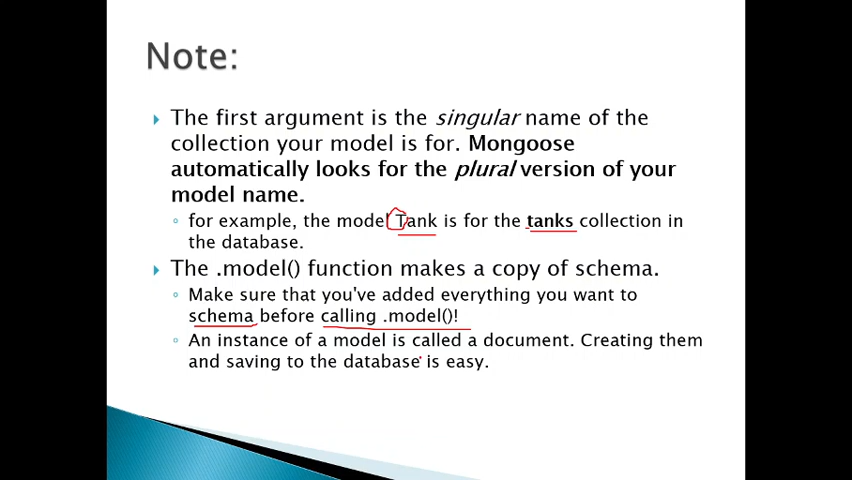 Note:
The first argument is the singular name of the
collection your model is for. Mongoose
automatically looks for the plural version of your
model name.
for example, the model Tank is for the tanks collection in
the database.
The .model() function makes a copy of schema.
Make sure that you've added everything you want to
schema before calling .model()!
An instance of a model is called a document. Creating them
and saving to the database is easy.